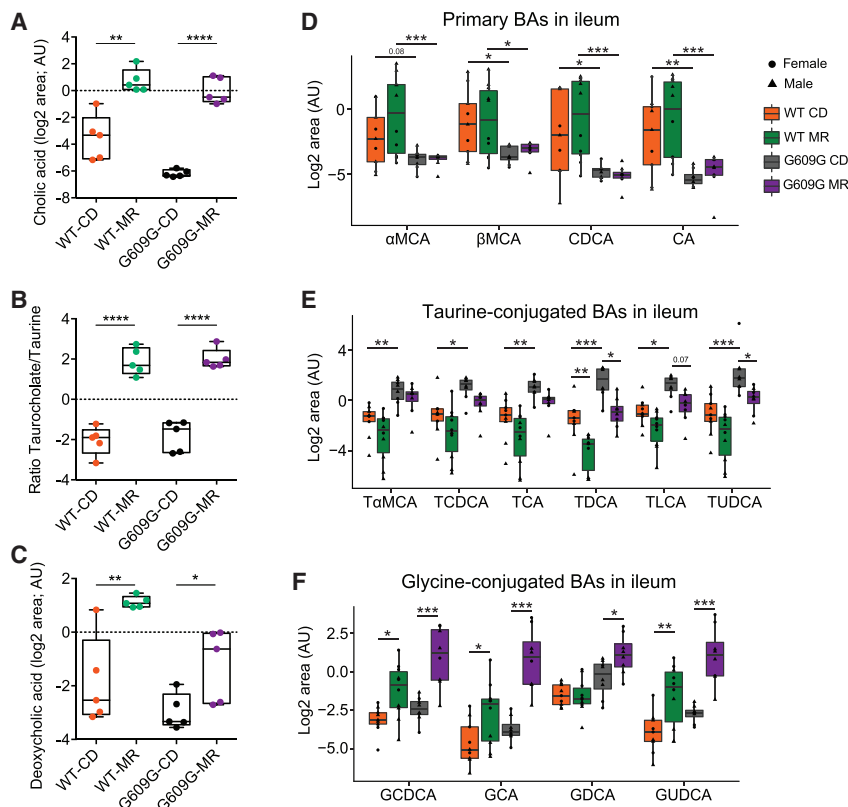 A
Cholic acid (log2 area; AU)
4
2
0
-2
-4
-6
-8
**
****
WT-CD
WT-MR
G609G-CD
G609G-MR
B
Ratio Taurocholate/Taurine
4
2
0
-2
-4
****
****
WT-CD
WT-MR
G609G-CD
G609G-MR
C
Deoxycholic acid (log2 area; AU)
2
0
-2
-4
**
*
WT-CD
WT-MR
G609G-CD
G609G-MR
D
Primary BAs in ileum
Log2 area (AU)
0
−5
0.08
***
*
*
*
***
**
***
αMCA
βMCA
CDCA
CA
Female
Male
WT CD
WT MR
G609G CD
G609G MR
E
Taurine-conjugated BAs in ileum
Log2 area (AU)
4
0
−4
**
*
**
***
**
*
*
0.07
***
*
TαMCA
TCDCA
TCA
TDCA
TLCA
TUDCA
F
Glycine-conjugated BAs in ileum
Log2 area (AU)
2.5
0.0
−2.5
−5.0
*
***
*
***
*
**
***
GCDCA
GCA
GDCA
GUDCA